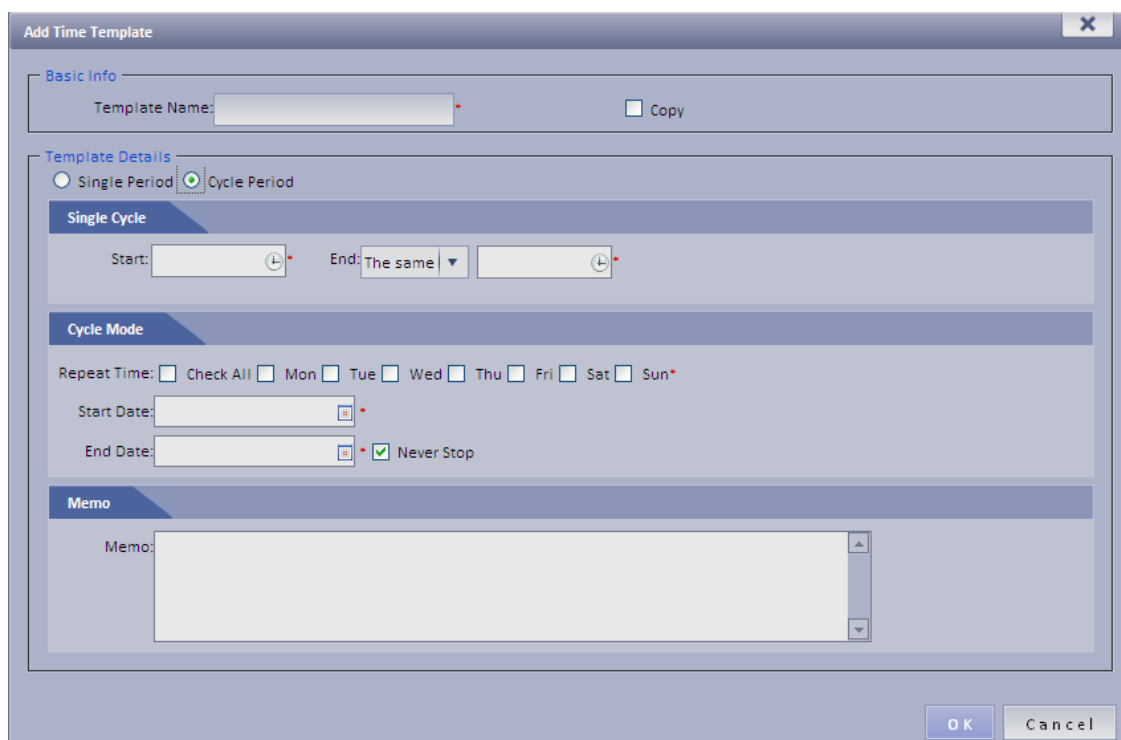 Add Time Template
Basic Info
Template Name: * Copy
Template Details
Single Period Cycle Period
Single Cycle
Start: * End: The same *
Cycle Mode
Repeat Time: Check All Mon Tue Wed Thu Fri Sat Sun*
Start Date: *
End Date: * Never Stop
Memo
Memo:
OK Cancel